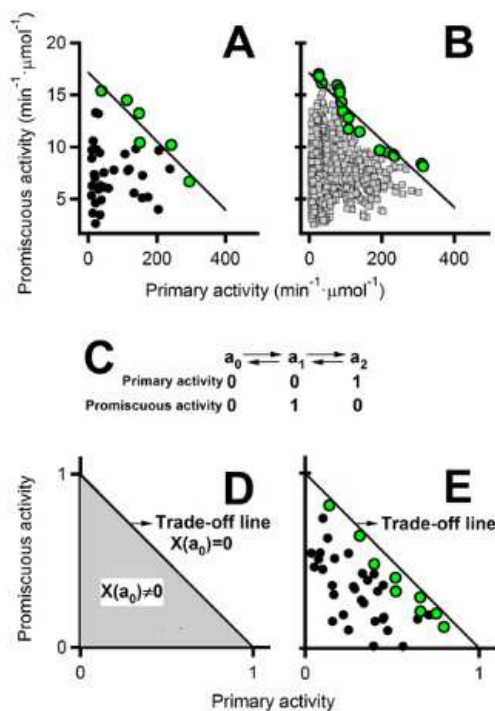 A
B
20
15
10
5
0
200
400
0
200
400
Promiscuous activity (min⁻¹·µmol⁻¹)
Primary activity (min⁻¹·µmol⁻¹)
C
a₀ a₁ a₂
Primary activity 0 0 1
Promiscuous activity 0 1 0
D
E
1
0
0
1
Trade-off line
X(a₀)=0
X(a₀)≠0
Promiscuous activity
1
0
0
1
Trade-off line
Primary activity